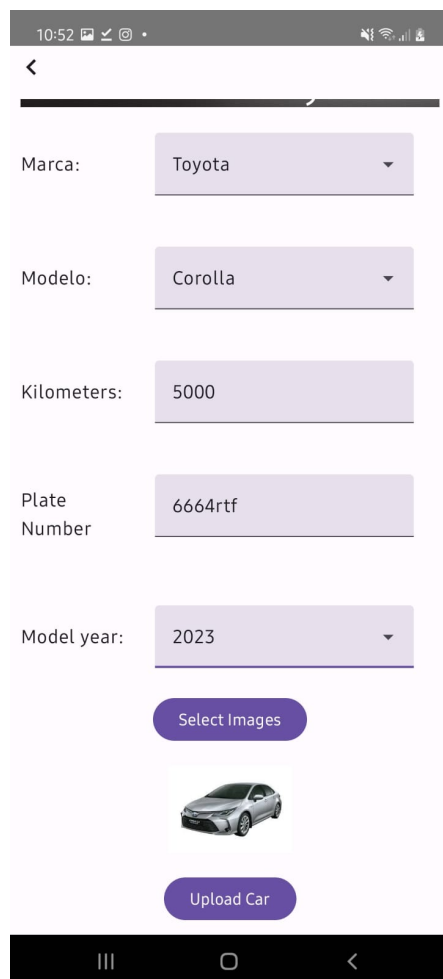 10:52
Marca:
Toyota
Modelo:
Corolla
Kilometers:
5000
Plate
Number
6664rtf
Model year:
2023
Select Images
Upload Car